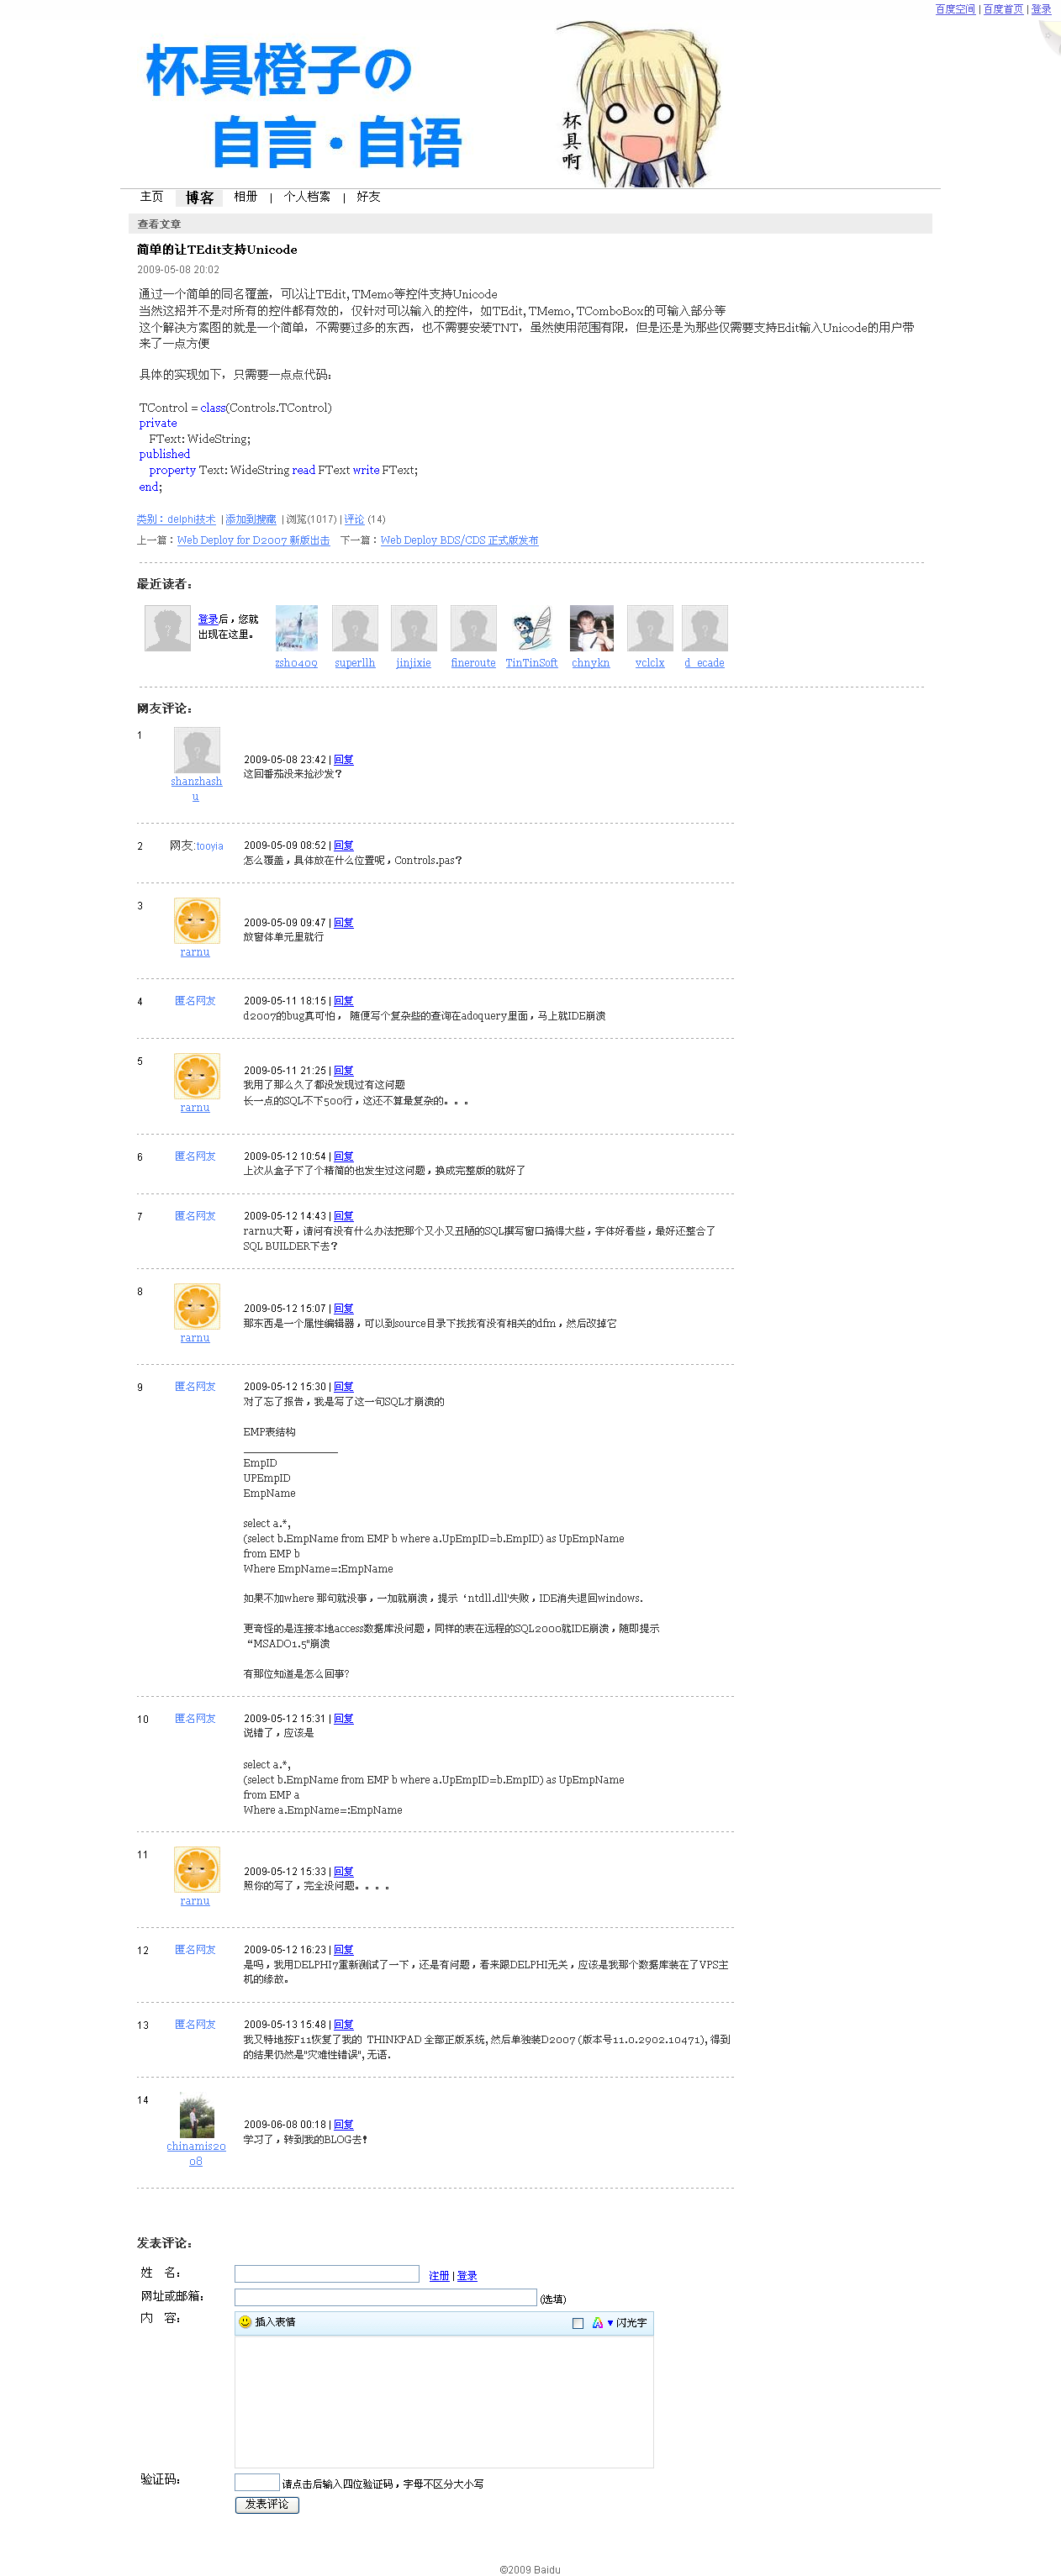 百度空间 | 百度首页 | 登录
杯具橙子の
自言·自语
杯具啊
主页 博客 相册 | 个人档案 | 好友
查看文章
简单的让TEdit支持Unicode
2009-05-08 20:02
通过一个简单的同名覆盖，可以让TEdit, TMemo等控件支持Unicode
当然这招并不是对所有的控件都有效的，仅针对可以输入的控件，如TEdit, TMemo, TComboBox的可输入部分等
这个解决方案图的就是一个简单，不需要过多的东西，也不需要安装TNT，虽然使用范围有限，但是还是为那些仅需要支持Edit输入Unicode的用户带
来了一点方便
具体的实现如下，只需要一点点代码：
TControl = class(Controls.TControl)
private
FText: WideString;
published
property Text: WideString read FText write FText;
end;
类别：delphi技术 | 添加到搜藏 | 浏览(1017) | 评论 (14)
上一篇：Web Deploy for D2007 新版出击 下一篇：Web Deploy BDS/CDS 正式版发布
最近读者：
登录后，您就
出现在这里。
zsh0400 superllh jinjixie fineroute TinTinSoft chnykn vclclx d_ecade
网友评论：
1
shanzhash
u
2009-05-08 23:42 | 回复
这回番茄没来抢沙发？
2 网友:tooyia 2009-05-09 08:52 | 回复
怎么覆盖，具体放在什么位置呢，Controls.pas？
3
rarnu
2009-05-09 09:47 | 回复
放窗体单元里就行
4 匿名网友 2009-05-11 18:15 | 回复
d2007的bug真可怕， 随便写个复杂些的查询在adoquery里面，马上就IDE崩溃
5
rarnu
2009-05-11 21:25 | 回复
我用了那么久了都没发现过有这问题
长一点的SQL不下500行，这还不算最复杂的。。。
6 匿名网友 2009-05-12 10:54 | 回复
上次从盒子下了个精简的也发生过这问题，换成完整版的就好了
7 匿名网友 2009-05-12 14:43 | 回复
rarnu大哥，请问有没有什么办法把那个又小又丑陋的SQL撰写窗口搞得大些，字体好看些，最好还整合了
SQL BUILDER下去？
8
rarnu
2009-05-12 15:07 | 回复
那东西是一个属性编辑器，可以到source目录下找找有没有相关的dfm，然后改掉它
9 匿名网友 2009-05-12 15:30 | 回复
对了忘了报告，我是写了这一句SQL才崩溃的
EMP表结构
EmpID
UPEmpID
EmpName
select a.*,
(select b.EmpName from EMP b where a.UpEmpID=b.EmpID) as UpEmpName
from EMP b
Where EmpName=:EmpName
如果不加where 那句就没事，一加就崩溃，提示‘ntdll.dll'失败，IDE消失退回windows.
更奇怪的是连接本地access数据库没问题，同样的表在远程的SQL2000就IDE崩溃，随即提示
“MSADO1.5"崩溃
有那位知道是怎么回事?
10 匿名网友 2009-05-12 15:31 | 回复
说错了，应该是
select a.*,
(select b.EmpName from EMP b where a.UpEmpID=b.EmpID) as UpEmpName
from EMP a
Where a.EmpName=:EmpName
11
rarnu
2009-05-12 15:33 | 回复
照你的写了，完全没问题。。。。
12 匿名网友 2009-05-12 16:23 | 回复
是吗，我用DELPHI7重新测试了一下，还是有问题，看来跟DELPHI无关，应该是我那个数据库装在了VPS主
机的缘故。
13 匿名网友 2009-05-13 15:48 | 回复
我又特地按F11恢复了我的 THINKPAD 全部正版系统, 然后单独装D2007 (版本号11.0.2902.10471), 得到
的结果仍然是"灾难性错误", 无语.
14
chinamis20
08
2009-06-08 00:18 | 回复
学习了，转到我的BLOG去！
发表评论：
姓 名： 注册 | 登录
网址或邮箱： (选填)
内 容： 插入表情 ▼ 闪光字
验证码： 请点击后输入四位验证码，字母不区分大小写
发表评论
©2009 Baidu